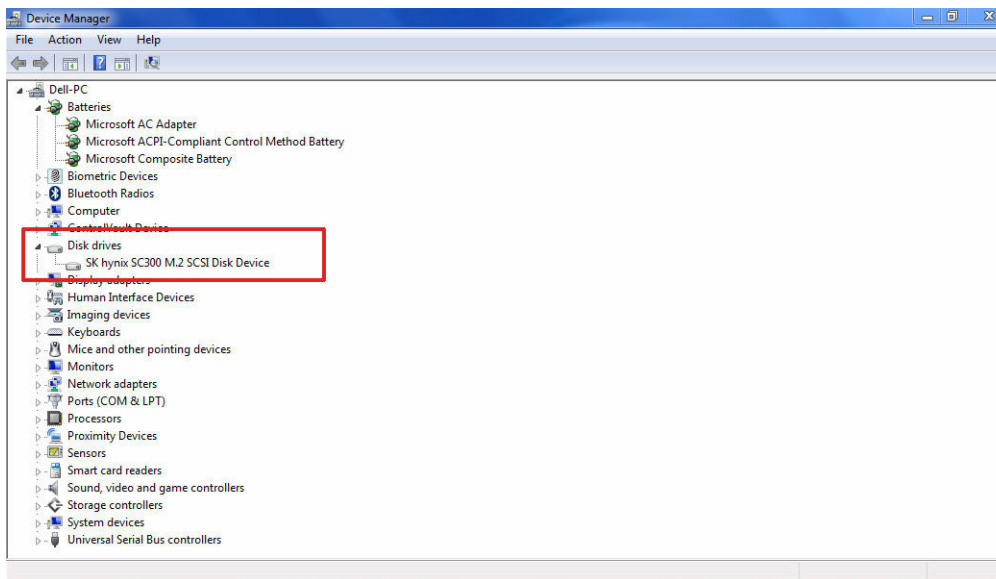 Device Manager
File Action View Help
Dell-PC
Batteries
Microsoft AC Adapter
Microsoft ACPI-Compliant Control Method Battery
Microsoft Composite Battery
Biometric Devices
Bluetooth Radios
Computer
ControlVault Device
Disk drives
SK hynix SC300 M.2 SCSI Disk Device
Display adapters
Human Interface Devices
Imaging devices
Keyboards
Mice and other pointing devices
Monitors
Network adapters
Ports (COM & LPT)
Processors
Proximity Devices
Sensors
Smart card readers
Sound, video and game controllers
Storage controllers
System devices
Universal Serial Bus controllers